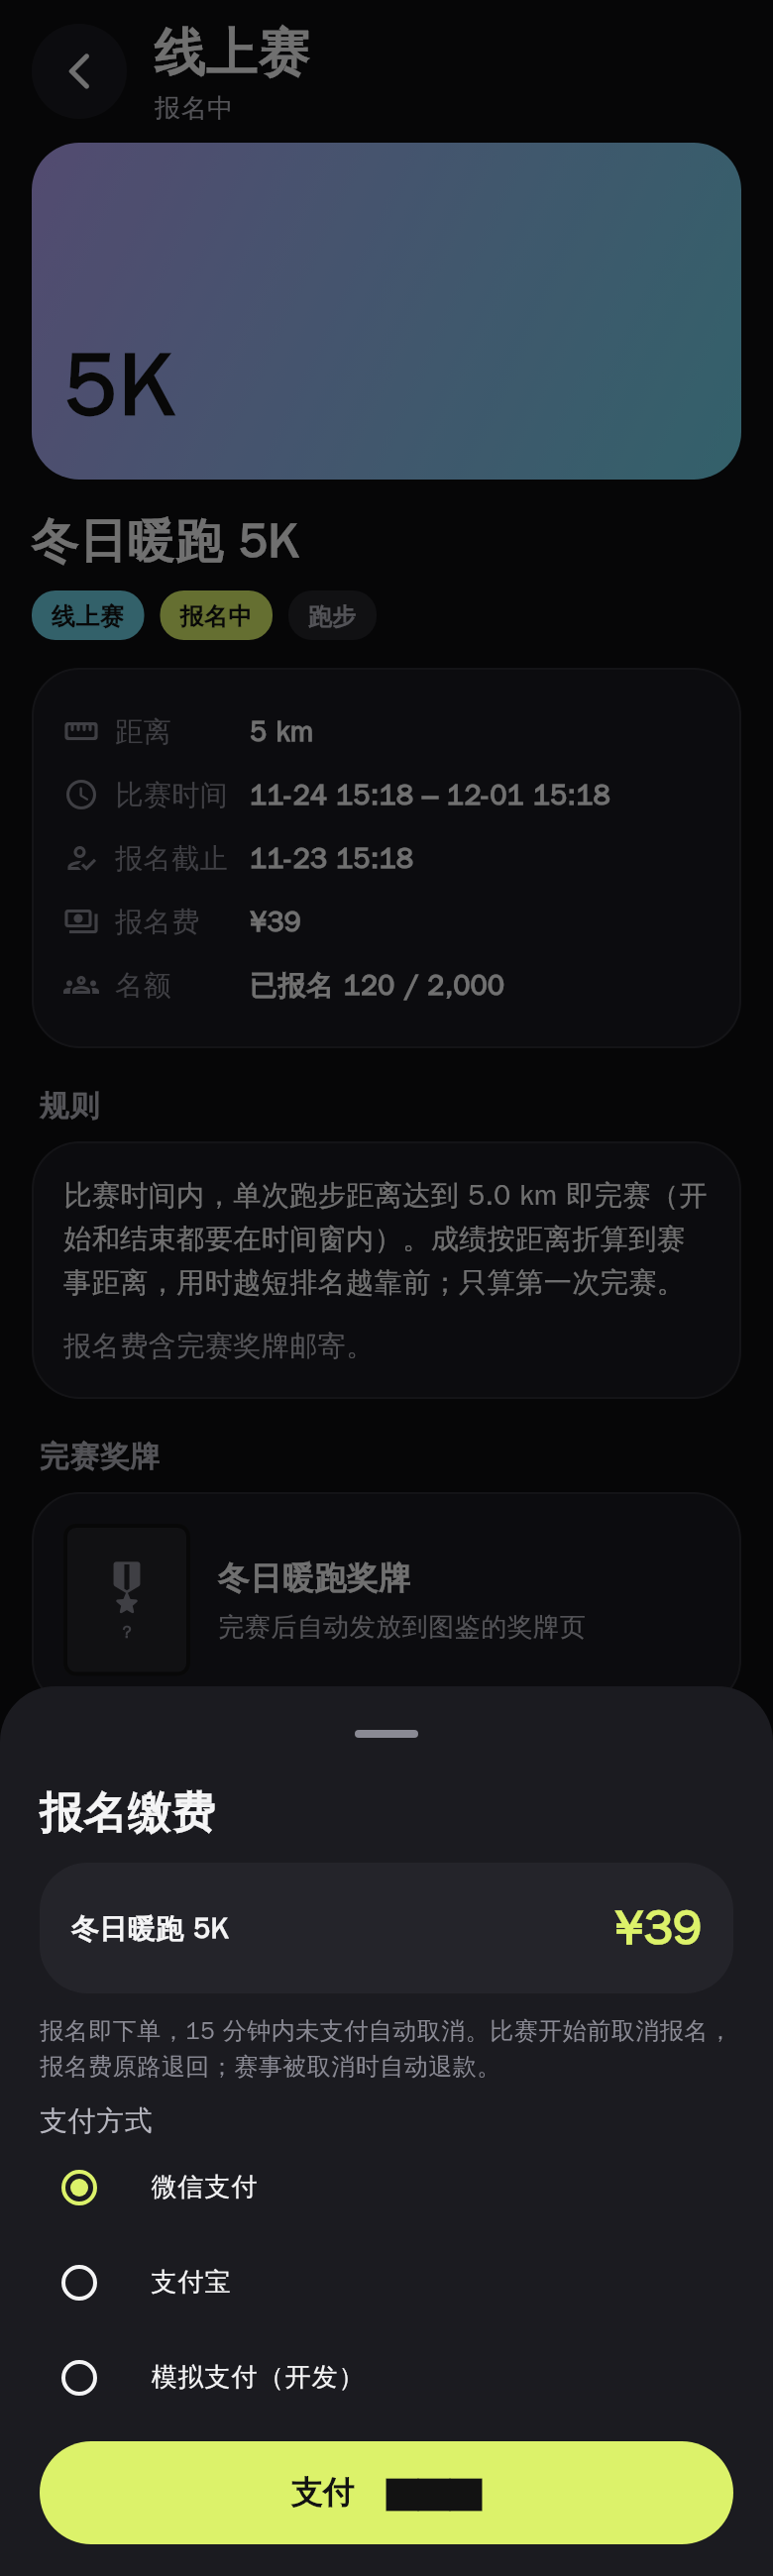 线上赛
报名中
5K
冬日暖跑 5K
线上赛 报名中 跑步
距离 5 km
比赛时间 11-24 15:18 – 12-01 15:18
报名截止 11-23 15:18
报名费 ¥39
名额 已报名 120 / 2,000
规则
比赛时间内，单次跑步距离达到 5.0 km 即完赛（开
始和结束都要在时间窗内）。成绩按距离折算到赛
事距离，用时越短排名越靠前；只算第一次完赛。
报名费含完赛奖牌邮寄。
完赛奖牌
?
冬日暖跑奖牌
完赛后自动发放到图鉴的奖牌页
报名缴费
冬日暖跑 5K ¥39
报名即下单，15 分钟内未支付自动取消。比赛开始前取消报名，
报名费原路退回；赛事被取消时自动退款。
支付方式
微信支付
支付宝
模拟支付（开发）
支付